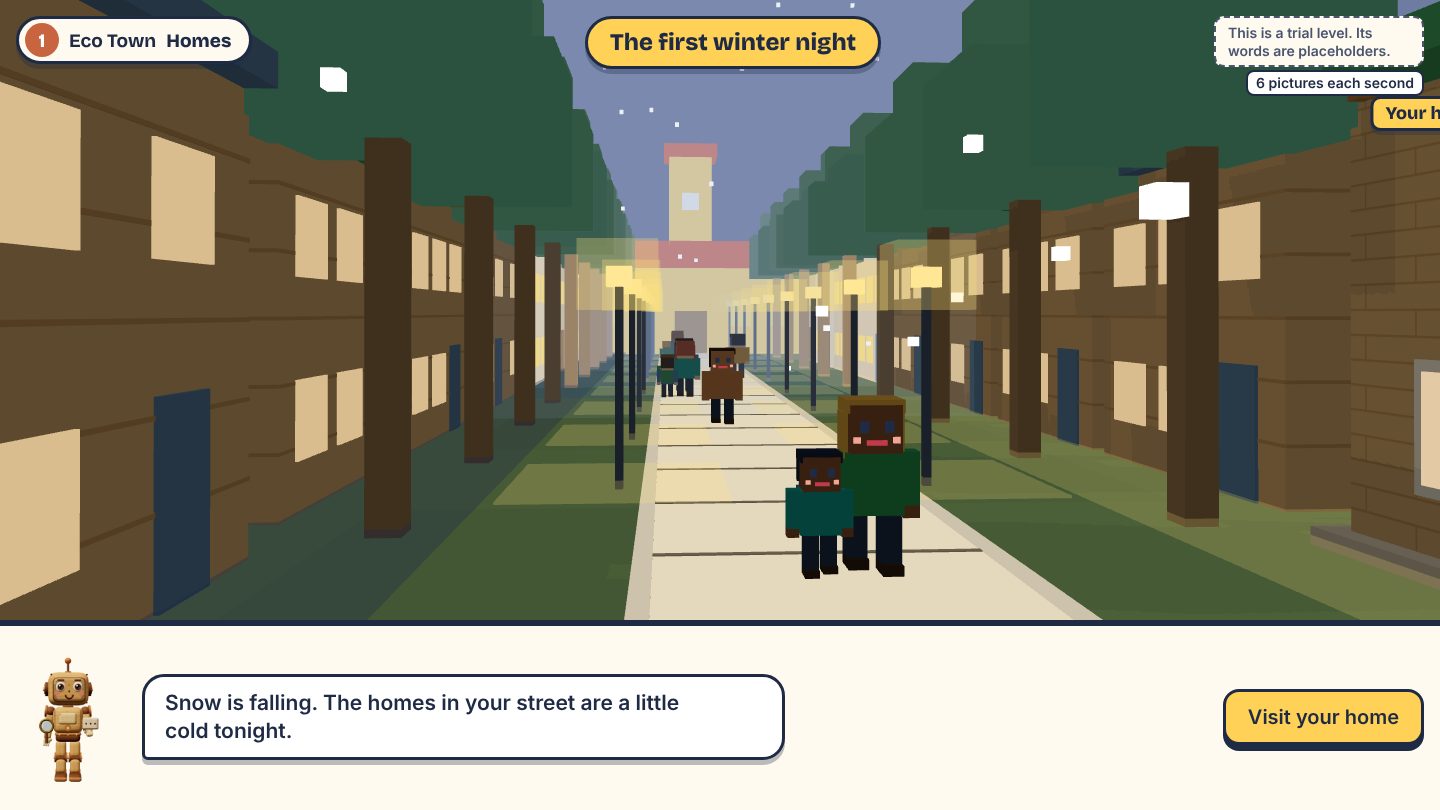 1 Eco Town Homes
The first winter night
This is a trial level. Its
words are placeholders.
6 pictures each second
Your h
Snow is falling. The homes in your street are a little
cold tonight.
Visit your home